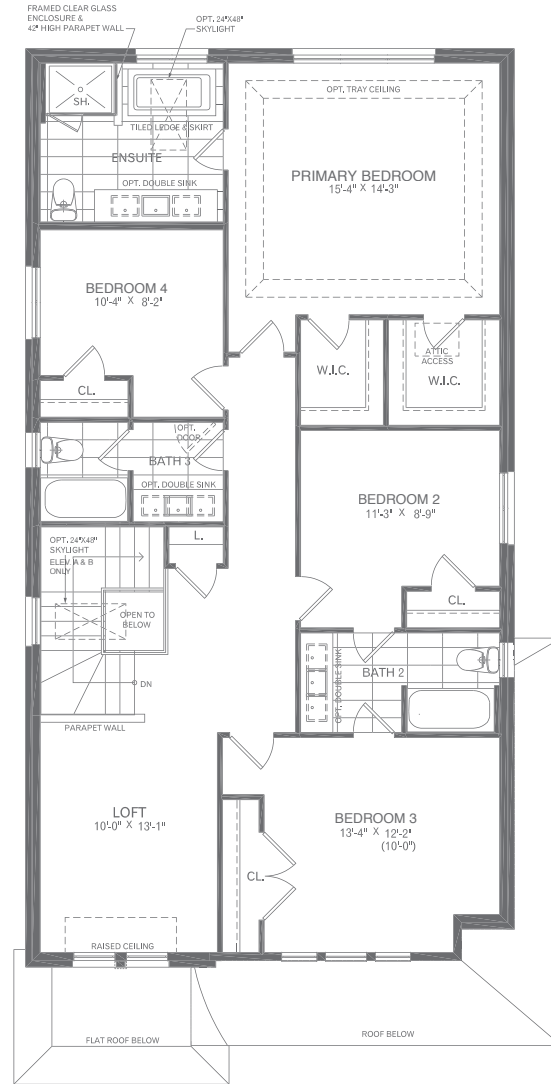 FRAMED CLEAR GLASS
ENCLOSURE &
42" HIGH PARAPET WALL
OPT. 24"X48"
SKYLIGHT
SH.
TILED LEDGE & SKIRT
ENSUITE
OPT. DOUBLE SINK
OPT. TRAY CEILING
PRIMARY BEDROOM
15'-4" X 14'-3"
BEDROOM 4
10'-4" X 8'-2"
CL.
W.I.C.
ATTIC
ACCESS
W.I.C.
OPT.
DOOR
BATH 3
OPT. DOUBLE SINK
BEDROOM 2
11'-3" X 8'-9"
CL.
L.
OPT. 24"X48"
SKYLIGHT
ELEV. A & B
ONLY
OPEN TO
BELOW
DN
PARAPET WALL
OPT. DOUBLE SINK
BATH 2
LOFT
10'-0" X 13'-1"
BEDROOM 3
13'-4" X 12'-2"
(10'-0")
CL.
RAISED CEILING
FLAT ROOF BELOW
ROOF BELOW